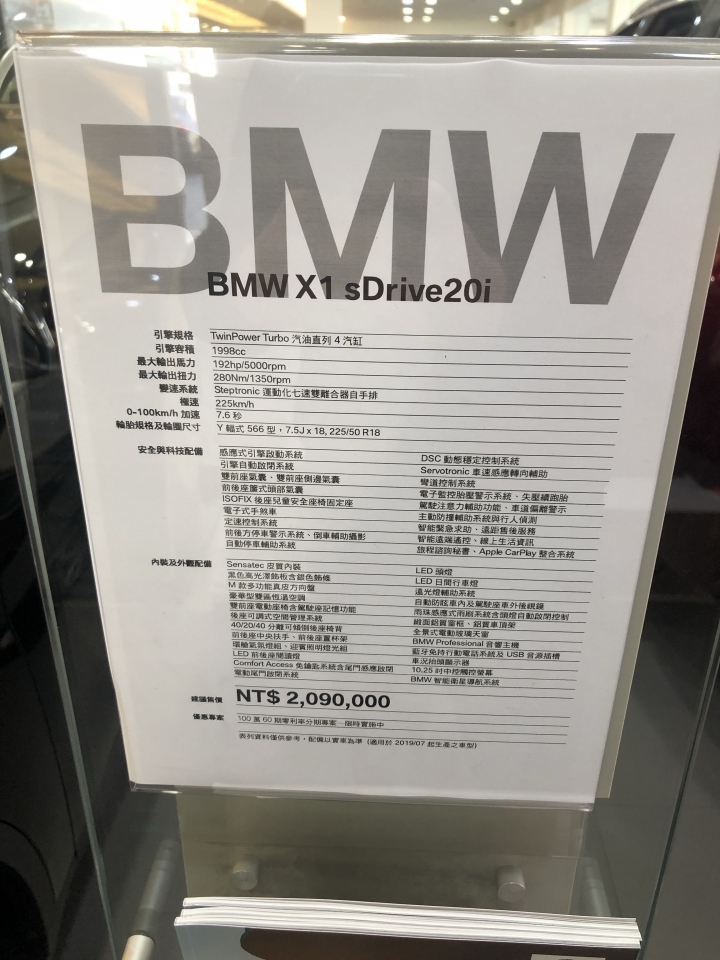 BMW
BMW X1 sDrive20i
引擎規格 TwinPower Turbo 汽油直列 4 汽缸
引擎容積 1998cc
最大輸出馬力 192hp/5000rpm
最大輸出扭力 280Nm/1350rpm
變速系統 Steptronic 運動化七速雙離合器自手排
極速 225km/h
0-100km/h 加速 7.6 秒
輪胎規格及輪圈尺寸 Y 輻式 566 型，7.5J x 18, 225/50 R18
安全與科技配備 感應式引擎啟動系統 DSC 動態穩定控制系統
引擎自動啟閉系統 Servotronic 車速感應轉向輔助
雙前座氣囊、雙前座側邊氣囊 彎道控制系統
前後座簾式頭部氣囊 電子監控胎壓警示系統、失壓續跑胎
ISOFIX 後座兒童安全座椅固定座 駕駛注意力輔助功能、車道偏離警示
電子式手煞車 主動防撞輔助系統與行人偵測
定速控制系統 智能緊急求助、遠距售後服務
前後方停車警示系統、倒車輔助攝影 智能遠端遙控、線上生活資訊
自動停車輔助系統 旅程諮詢秘書、Apple CarPlay 整合系統
內裝及外觀配備 Sensatec 皮質內裝 LED 頭燈
黑色高光澤飾板含銀色飾條 LED 日間行車燈
M 款多功能真皮方向盤 遠光燈輔助系統
豪華型雙區恆溫空調 自動防眩車內及駕駛座車外後視鏡
雙前座電動座椅含駕駛座記憶功能 雨珠感應式雨刷系統含頭燈自動啟閉控制
後座可調式空間管理系統 緞面鋁質窗框、鋁質車頂架
40/20/40 分離可傾倒後座椅背 全景式電動玻璃天窗
前後座中央扶手、前後座置杯架 BMW Professional 音響主機
環艙氣氛燈組、迎賓照明燈光組 藍牙免持行動電話系統及 USB 音源插槽
LED 前後座閱讀燈 車況抬頭顯示器
Comfort Access 免鑰匙系統含尾門感應啟閉 10.25 吋中控觸控螢幕
電動尾門啟閉系統 BMW 智能衛星導航系統
建議售價 NT$ 2,090,000
優惠專案 100 萬 60 期零利率分期專案 限時實施中
表列資料僅供參考，配備以實車為準 (適用於 2019/07 起生產之車型)